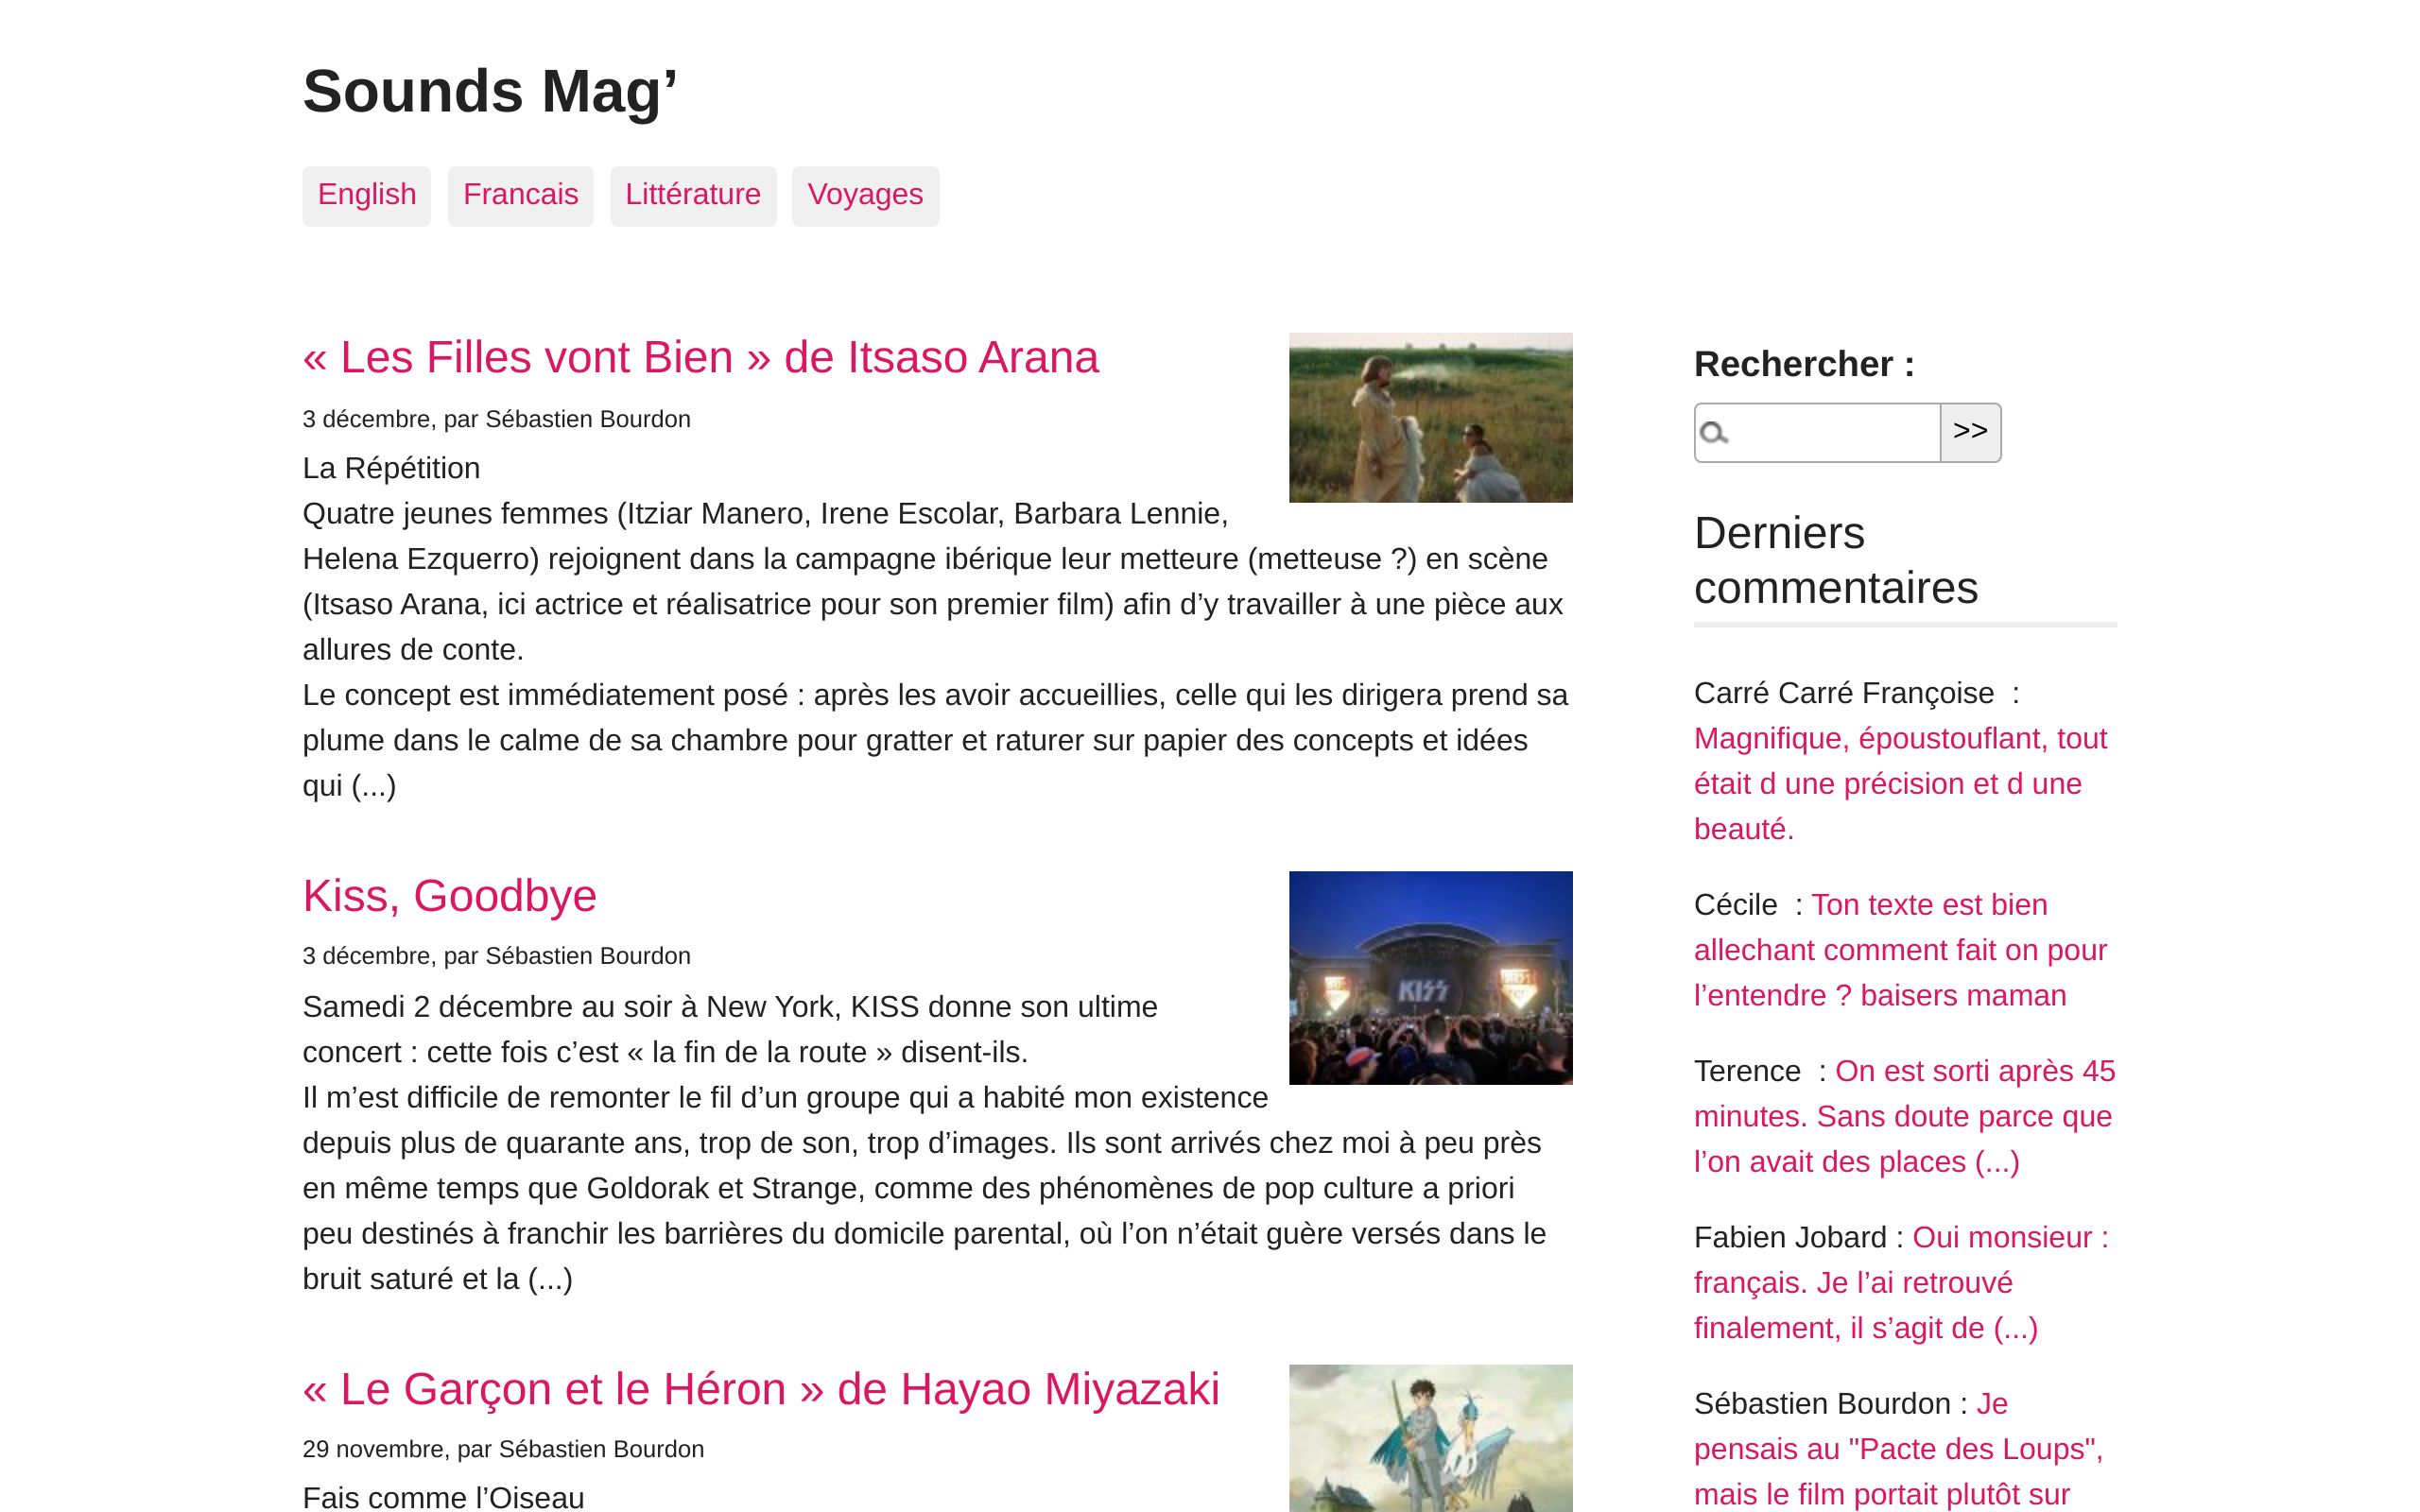 Sounds Mag’
English
Francais
Littérature
Voyages
« Les Filles vont Bien » de Itsaso Arana
3 décembre, par Sébastien Bourdon
La Répétition
Quatre jeunes femmes (Itziar Manero, Irene Escolar, Barbara Lennie,
Helena Ezquerro) rejoignent dans la campagne ibérique leur metteure (metteuse ?) en scène
(Itsaso Arana, ici actrice et réalisatrice pour son premier film) afin d’y travailler à une pièce aux
allures de conte.
Le concept est immédiatement posé : après les avoir accueillies, celle qui les dirigera prend sa
plume dans le calme de sa chambre pour gratter et raturer sur papier des concepts et idées
qui (...)
Kiss, Goodbye
3 décembre, par Sébastien Bourdon
Samedi 2 décembre au soir à New York, KISS donne son ultime
concert : cette fois c’est « la fin de la route » disent-ils.
Il m’est difficile de remonter le fil d’un groupe qui a habité mon existence
depuis plus de quarante ans, trop de son, trop d’images. Ils sont arrivés chez moi à peu près
en même temps que Goldorak et Strange, comme des phénomènes de pop culture a priori
peu destinés à franchir les barrières du domicile parental, où l’on n’était guère versés dans le
bruit saturé et la (...)
KISS
« Le Garçon et le Héron » de Hayao Miyazaki
29 novembre, par Sébastien Bourdon
Fais comme l’Oiseau
Rechercher :
>>
Derniers
commentaires
Carré Carré Françoise  :
Magnifique, époustouflant, tout
était d une précision et d une
beauté.
Cécile  : Ton texte est bien
allechant comment fait on pour
l’entendre ? baisers maman
Terence  : On est sorti après 45
minutes. Sans doute parce que
l’on avait des places (...)
Fabien Jobard : Oui monsieur :
français. Je l’ai retrouvé
finalement, il s’agit de (...)
Sébastien Bourdon : Je
pensais au "Pacte des Loups",
mais le film portait plutôt sur